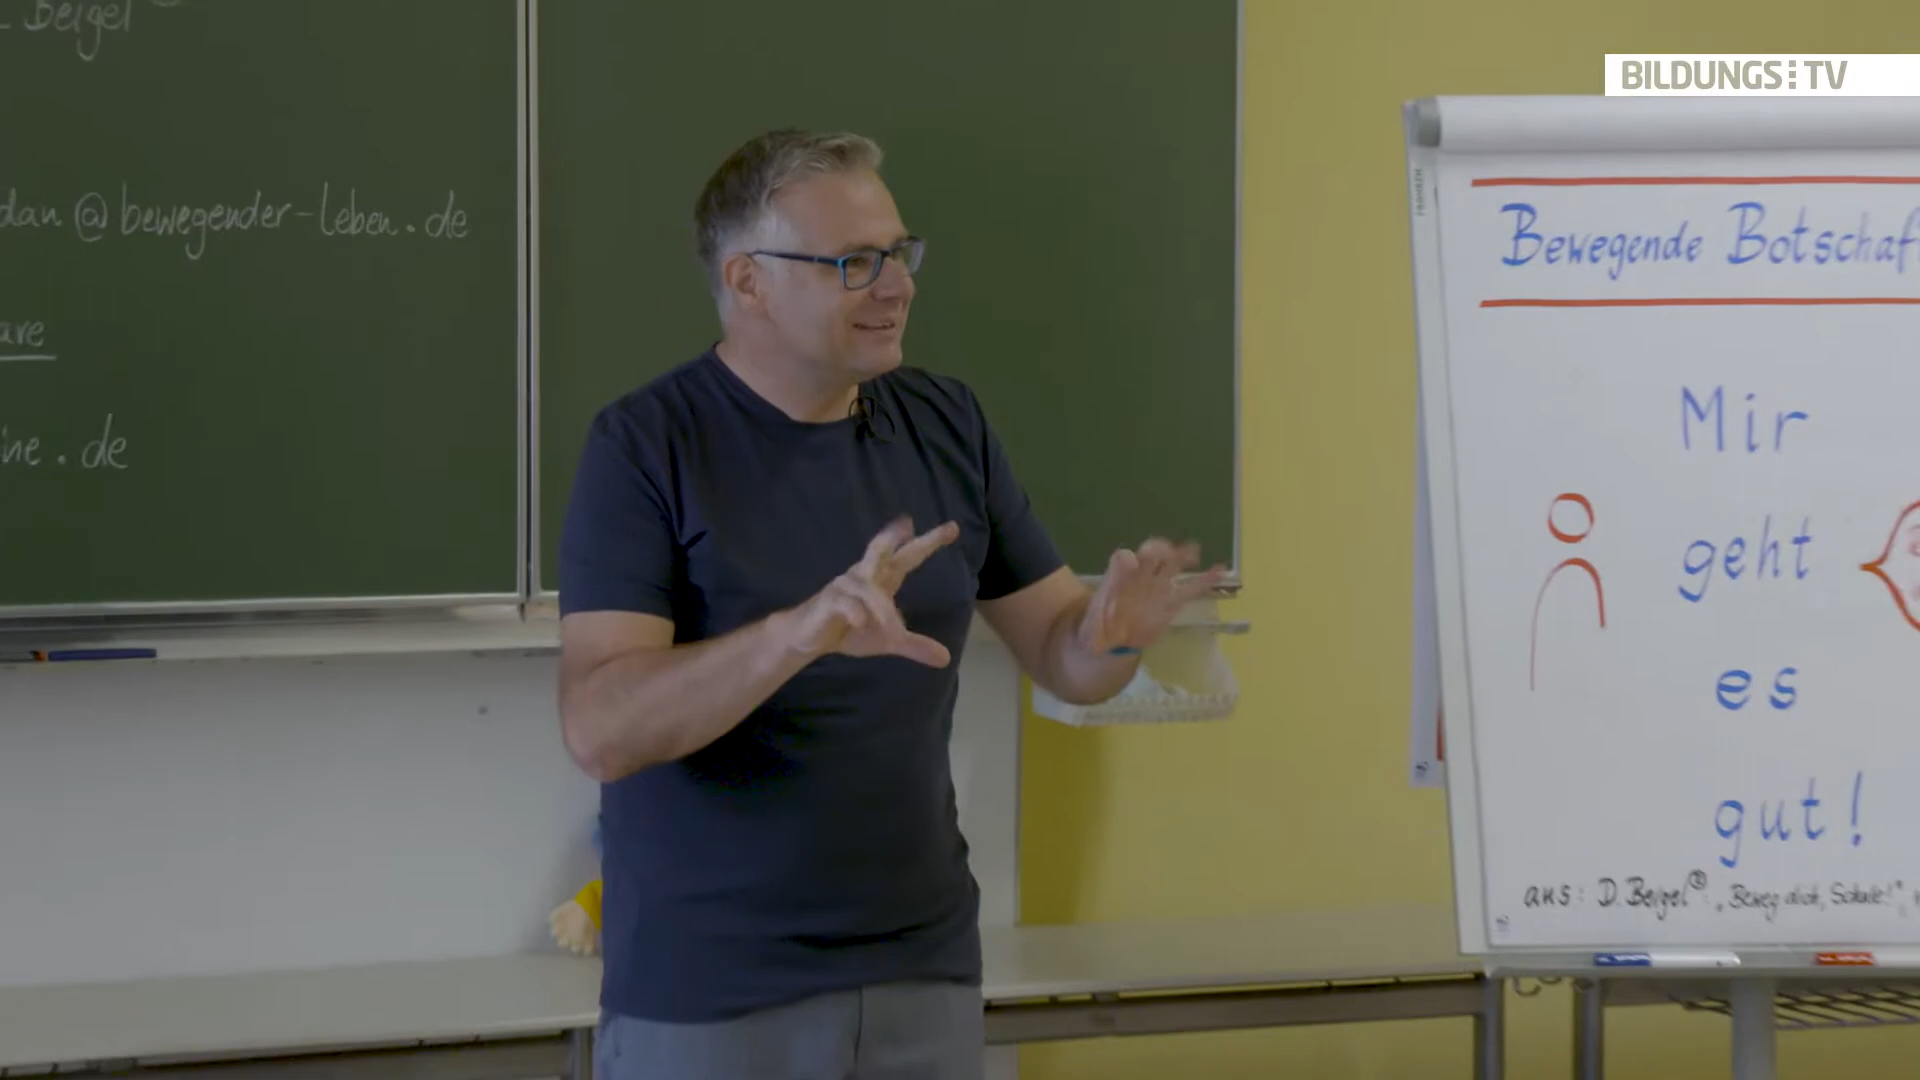 Beigel
dan @ bewegender-leben.de
are
ne.de
BILDUNGS TV
Bewegende Botschaf
Mir
geht
es
gut!
aus: D. Beigel® „Beweg dich, Schule!",